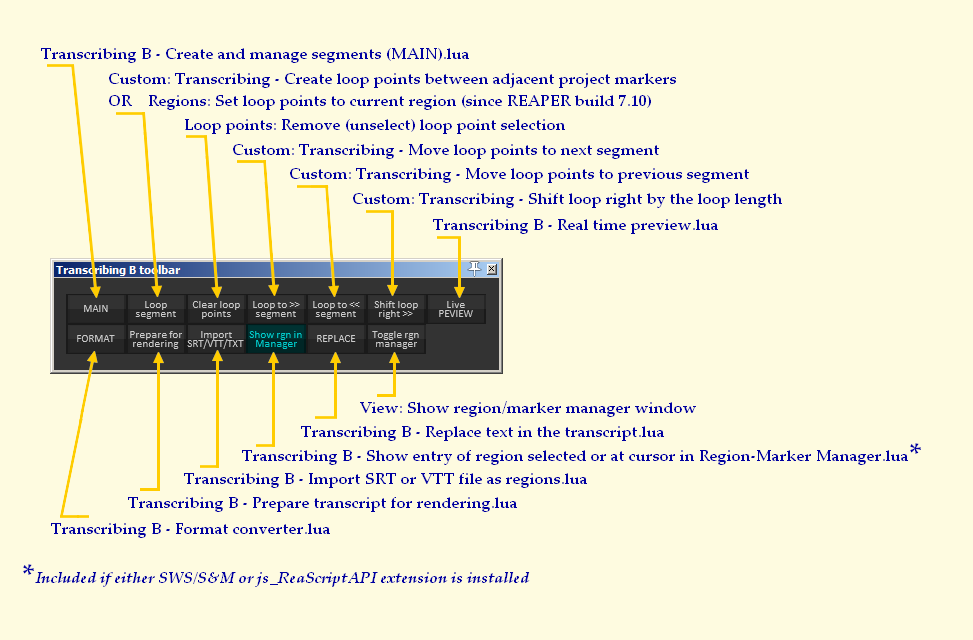 Transcribing B - Create and manage segments (MAIN).lua
Custom: Transcribing - Create loop points between adjacent project markers
OR Regions: Set loop points to current region (since REAPER build 7.10)
Loop points: Remove (unselect) loop point selection
Custom: Transcribing - Move loop points to next segment
Custom: Transcribing - Move loop points to previous segment
Custom: Transcribing - Shift loop right by the loop length
Transcribing B - Real time preview.lua
Transcribing B toolbar
MAIN
Loop
segment
Clear loop
points
Loop to >>
segment
Loop to <<
segment
Shift loop
right >>
Live
PEVIEW
FORMAT
Prepare for
rendering
Import
SRT/VTT/TXT
Show rgn in
Manager
REPLACE
Toggle rgn
manager
View: Show region/marker manager window
Transcribing B - Replace text in the transcript.lua
Transcribing B - Show entry of region selected or at cursor in Region-Marker Manager.lua*
Transcribing B - Import SRT or VTT file as regions.lua
Transcribing B - Prepare transcript for rendering.lua
Transcribing B - Format converter.lua
*Included if either SWS/S&M or js_ReaScriptAPI extension is installed